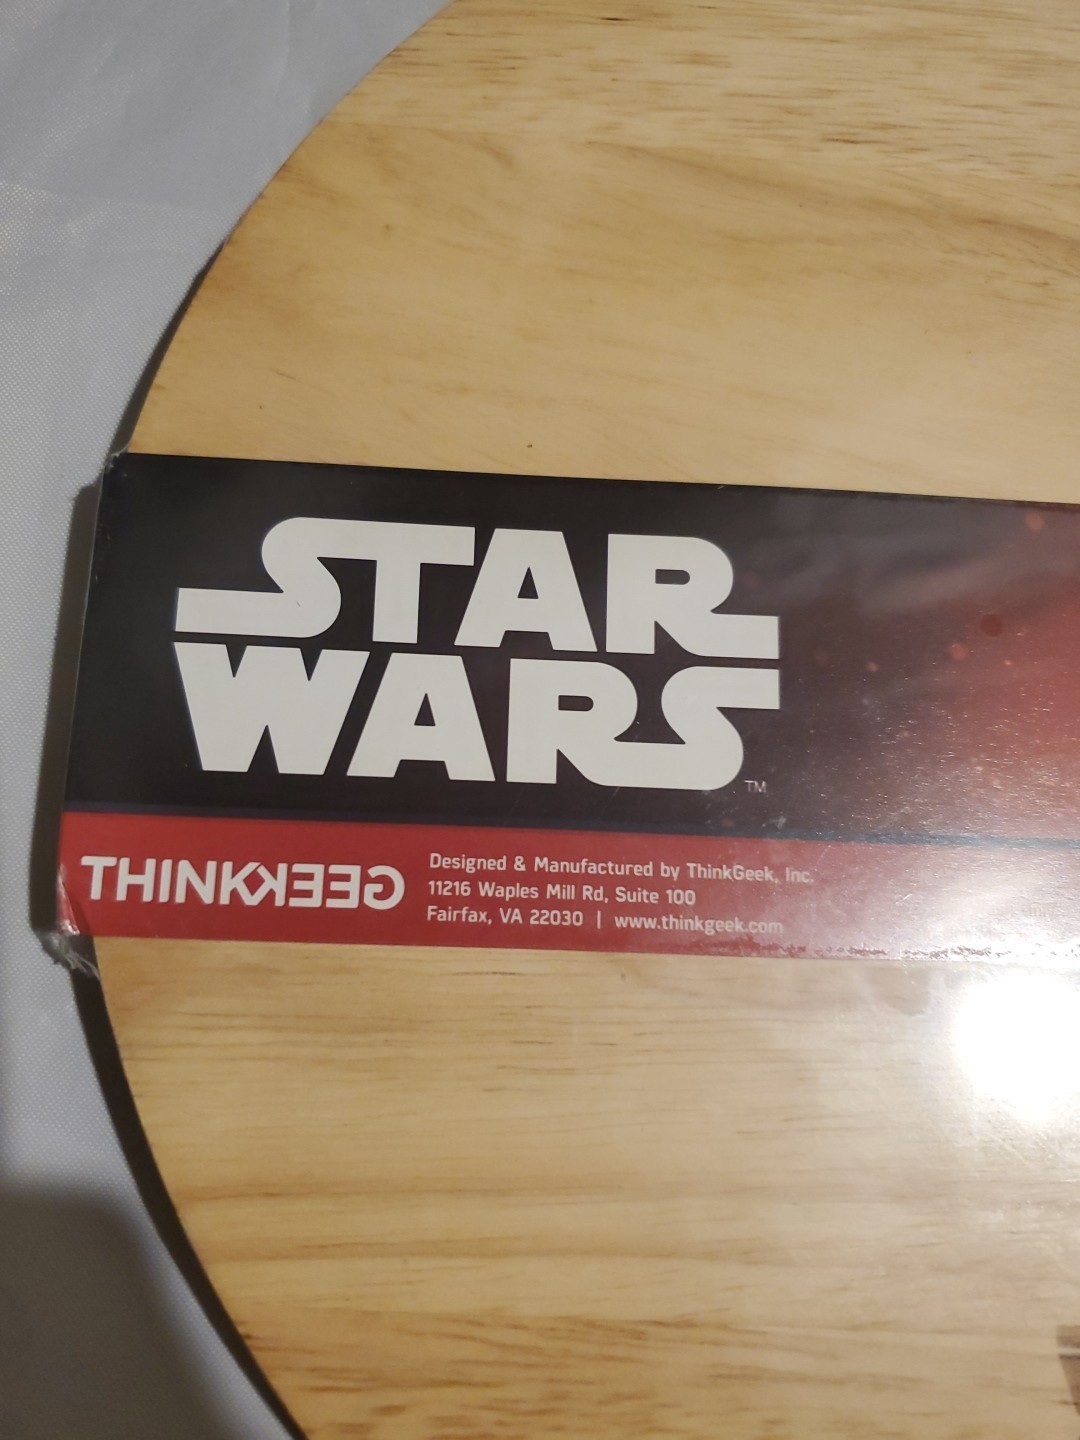 STAR
WARS
TM
THINKGEEK
Designed & Manufactured by ThinkGeek, Inc.
11216 Waples Mill Rd, Suite 100
Fairfax, VA 22030 | www.thinkgeek.com